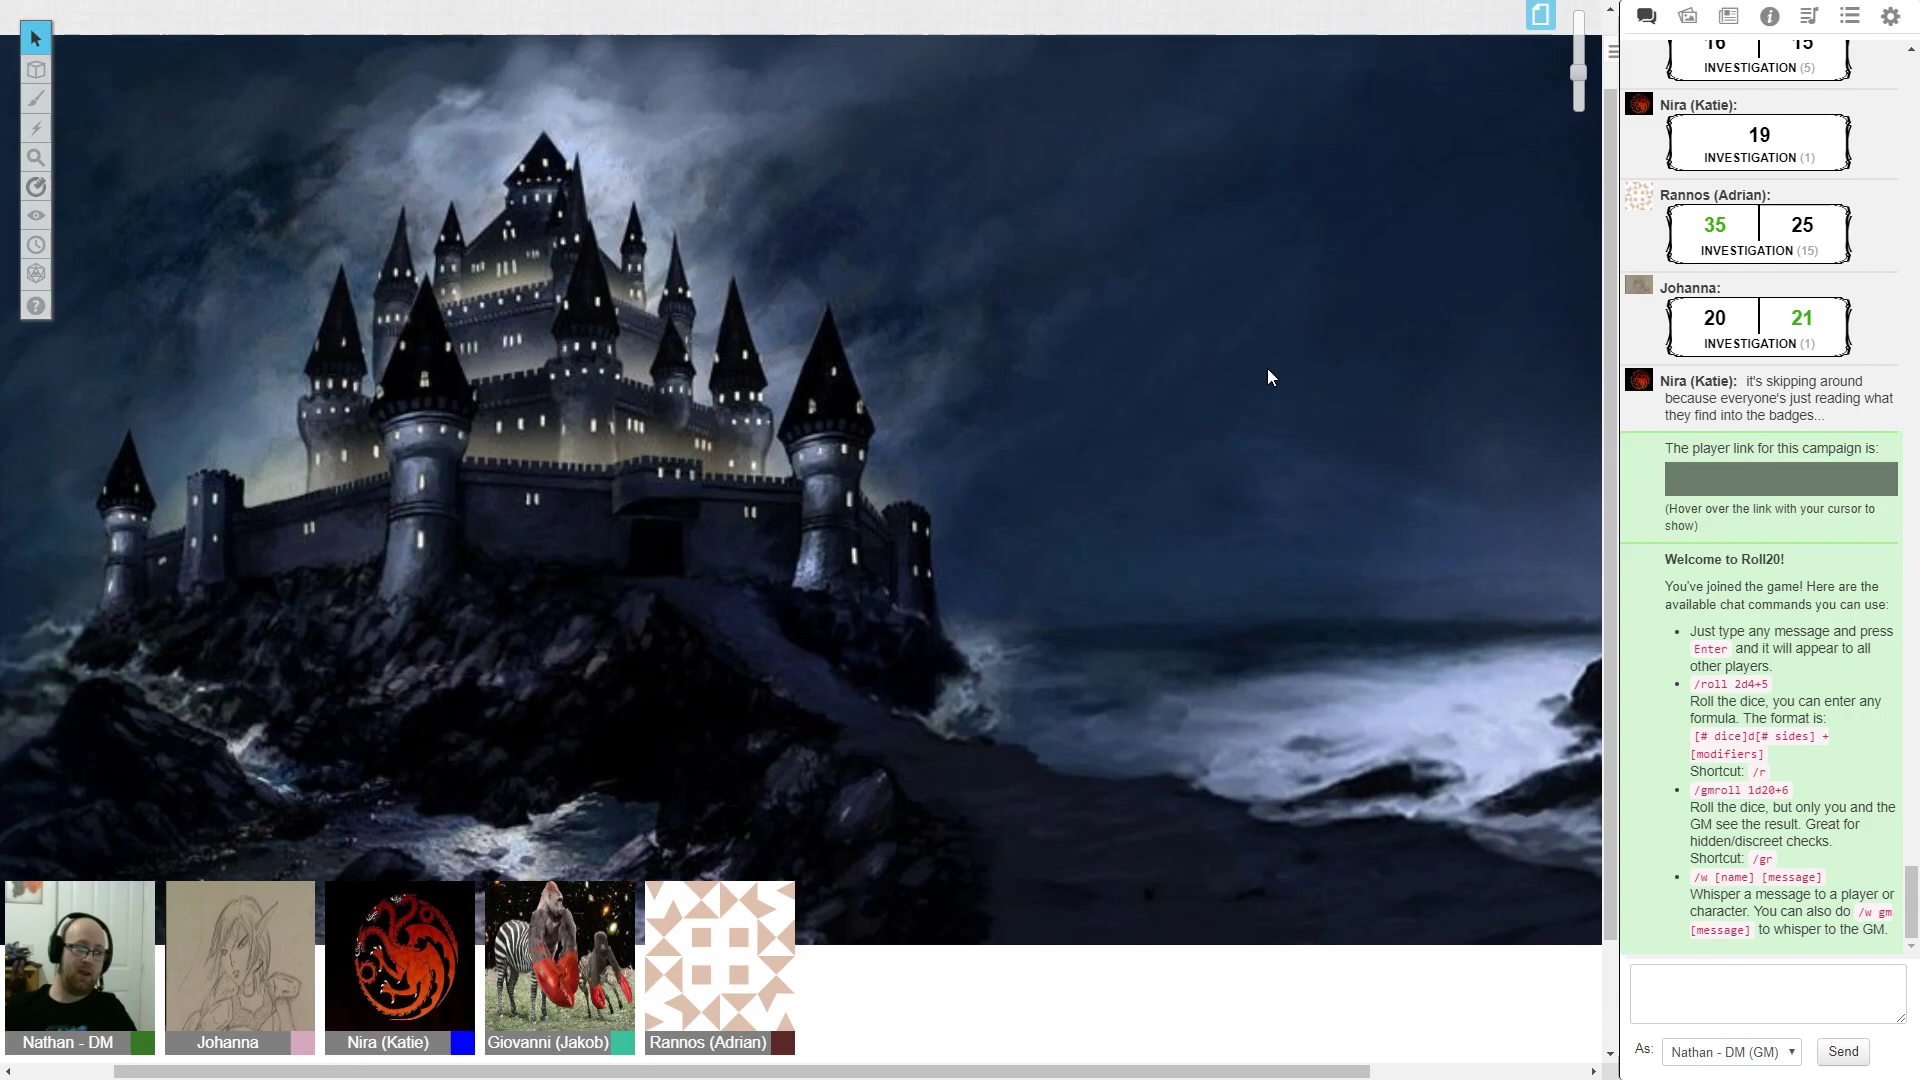 16 15
INVESTIGATION (5)
Nira (Katie):
19
INVESTIGATION (1)
Rannos (Adrian):
35 25
INVESTIGATION (15)
Johanna:
20 21
INVESTIGATION (1)
Nira (Katie): it's skipping around
because everyone's just reading what
they find into the badges...
The player link for this campaign is:
(Hover over the link with your cursor to
show)
Welcome to Roll20!
You've joined the game! Here are the
available chat commands you can use:
Just type any message and press
Enter and it will appear to all
other players.
/roll 2d4+5
Roll the dice, you can enter any
formula. The format is:
[# dice]d[# sides] +
[modifiers]
Shortcut: /r
/gmroll 1d20+6
Roll the dice, but only you and the
GM see the result. Great for
hidden/discreet checks.
Shortcut: /gr
/w [name] [message]
Whisper a message to a player or
character. You can also do /w gm
[message] to whisper to the GM.
As: Nathan - DM (GM) Send
Nathan - DM
Johanna
Nira (Katie)
Giovanni (Jakob)
Rannos (Adrian)